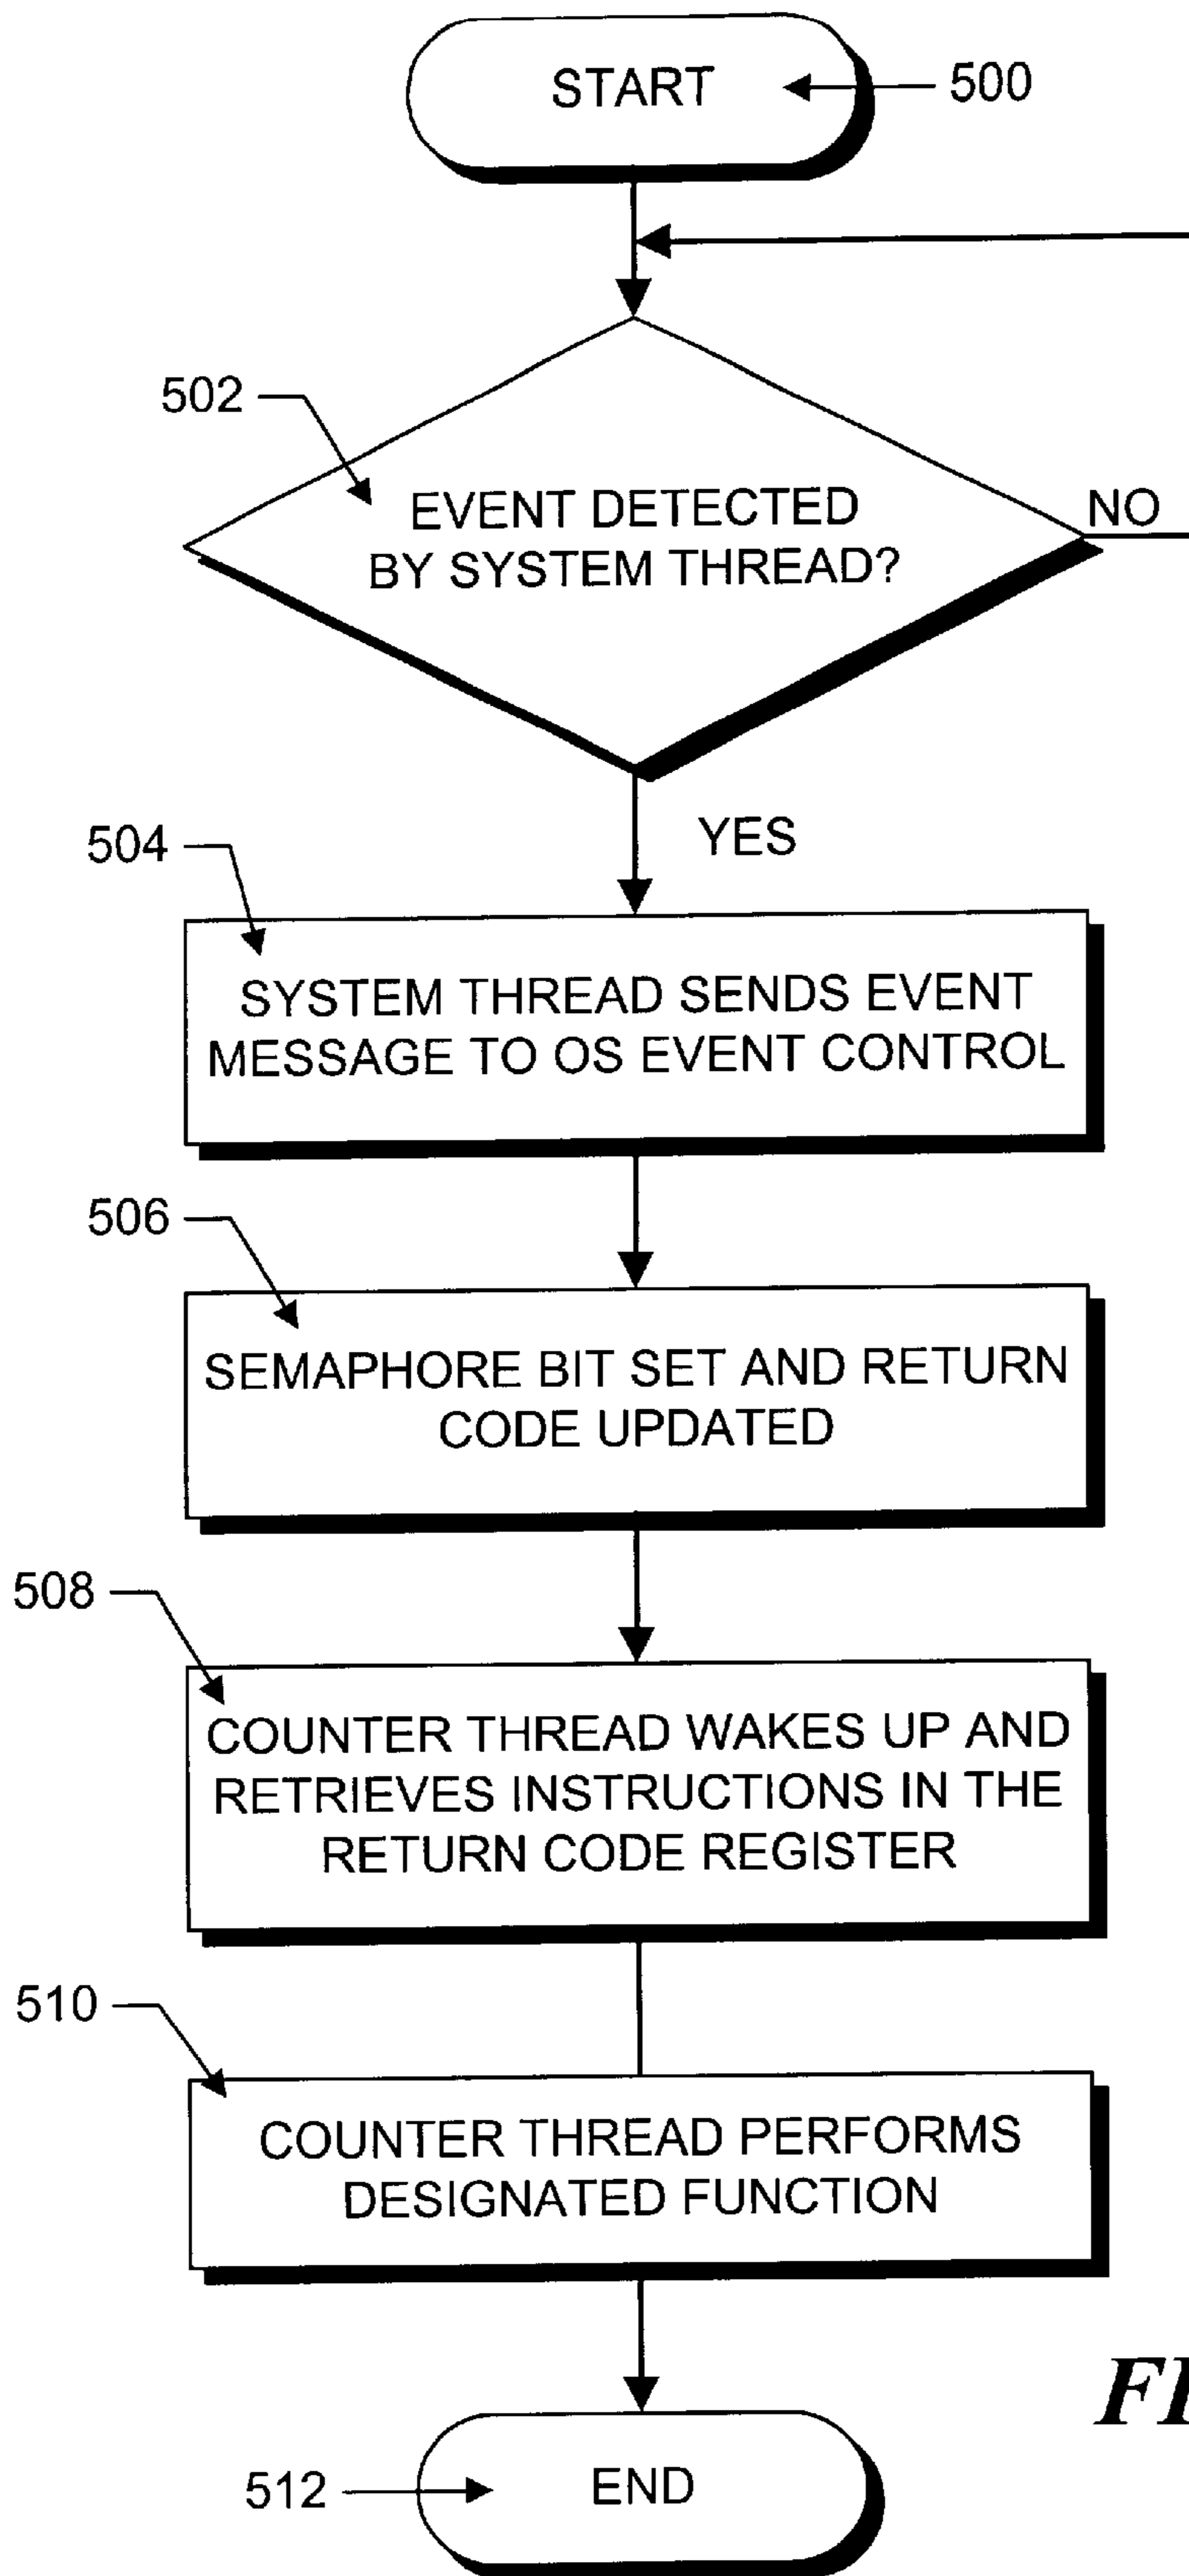 START
500
502
EVENT DETECTED
BY SYSTEM THREAD?
NO
YES
504
SYSTEM THREAD SENDS EVENT
MESSAGE TO OS EVENT CONTROL
506
SEMAPHORE BIT SET AND RETURN
CODE UPDATED
508
COUNTER THREAD WAKES UP AND
RETRIEVES INSTRUCTIONS IN THE
RETURN CODE REGISTER
510
COUNTER THREAD PERFORMS
DESIGNATED FUNCTION
512
END